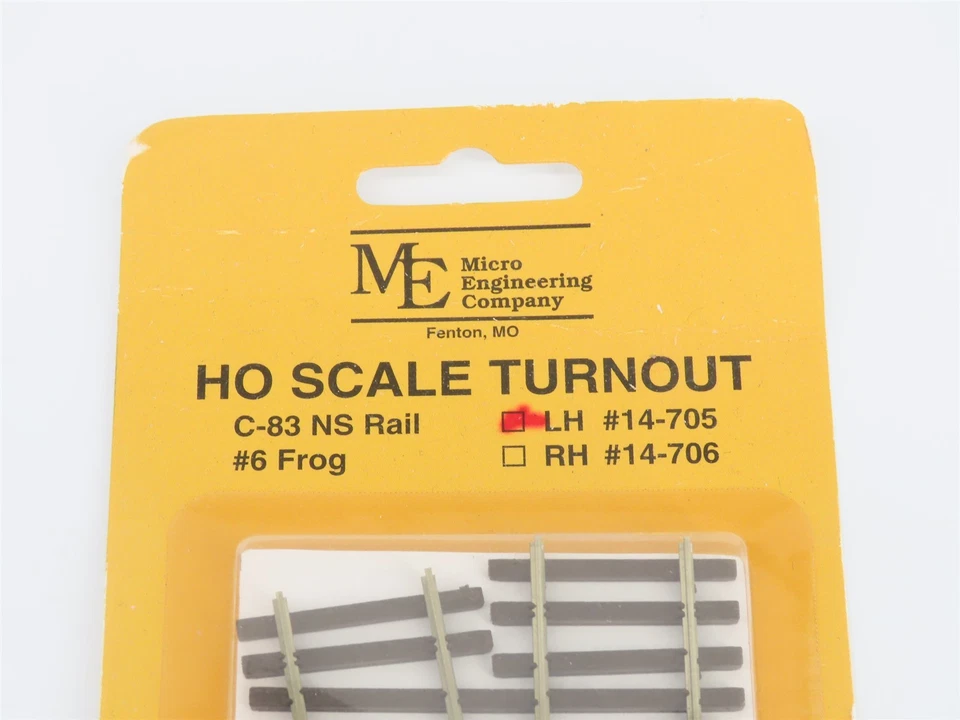 ME Micro
Engineering
Company
Fenton, MO
HO SCALE TURNOUT
C-83 NS Rail
☐ LH #14-705
#6 Frog
☐ RH #14-706